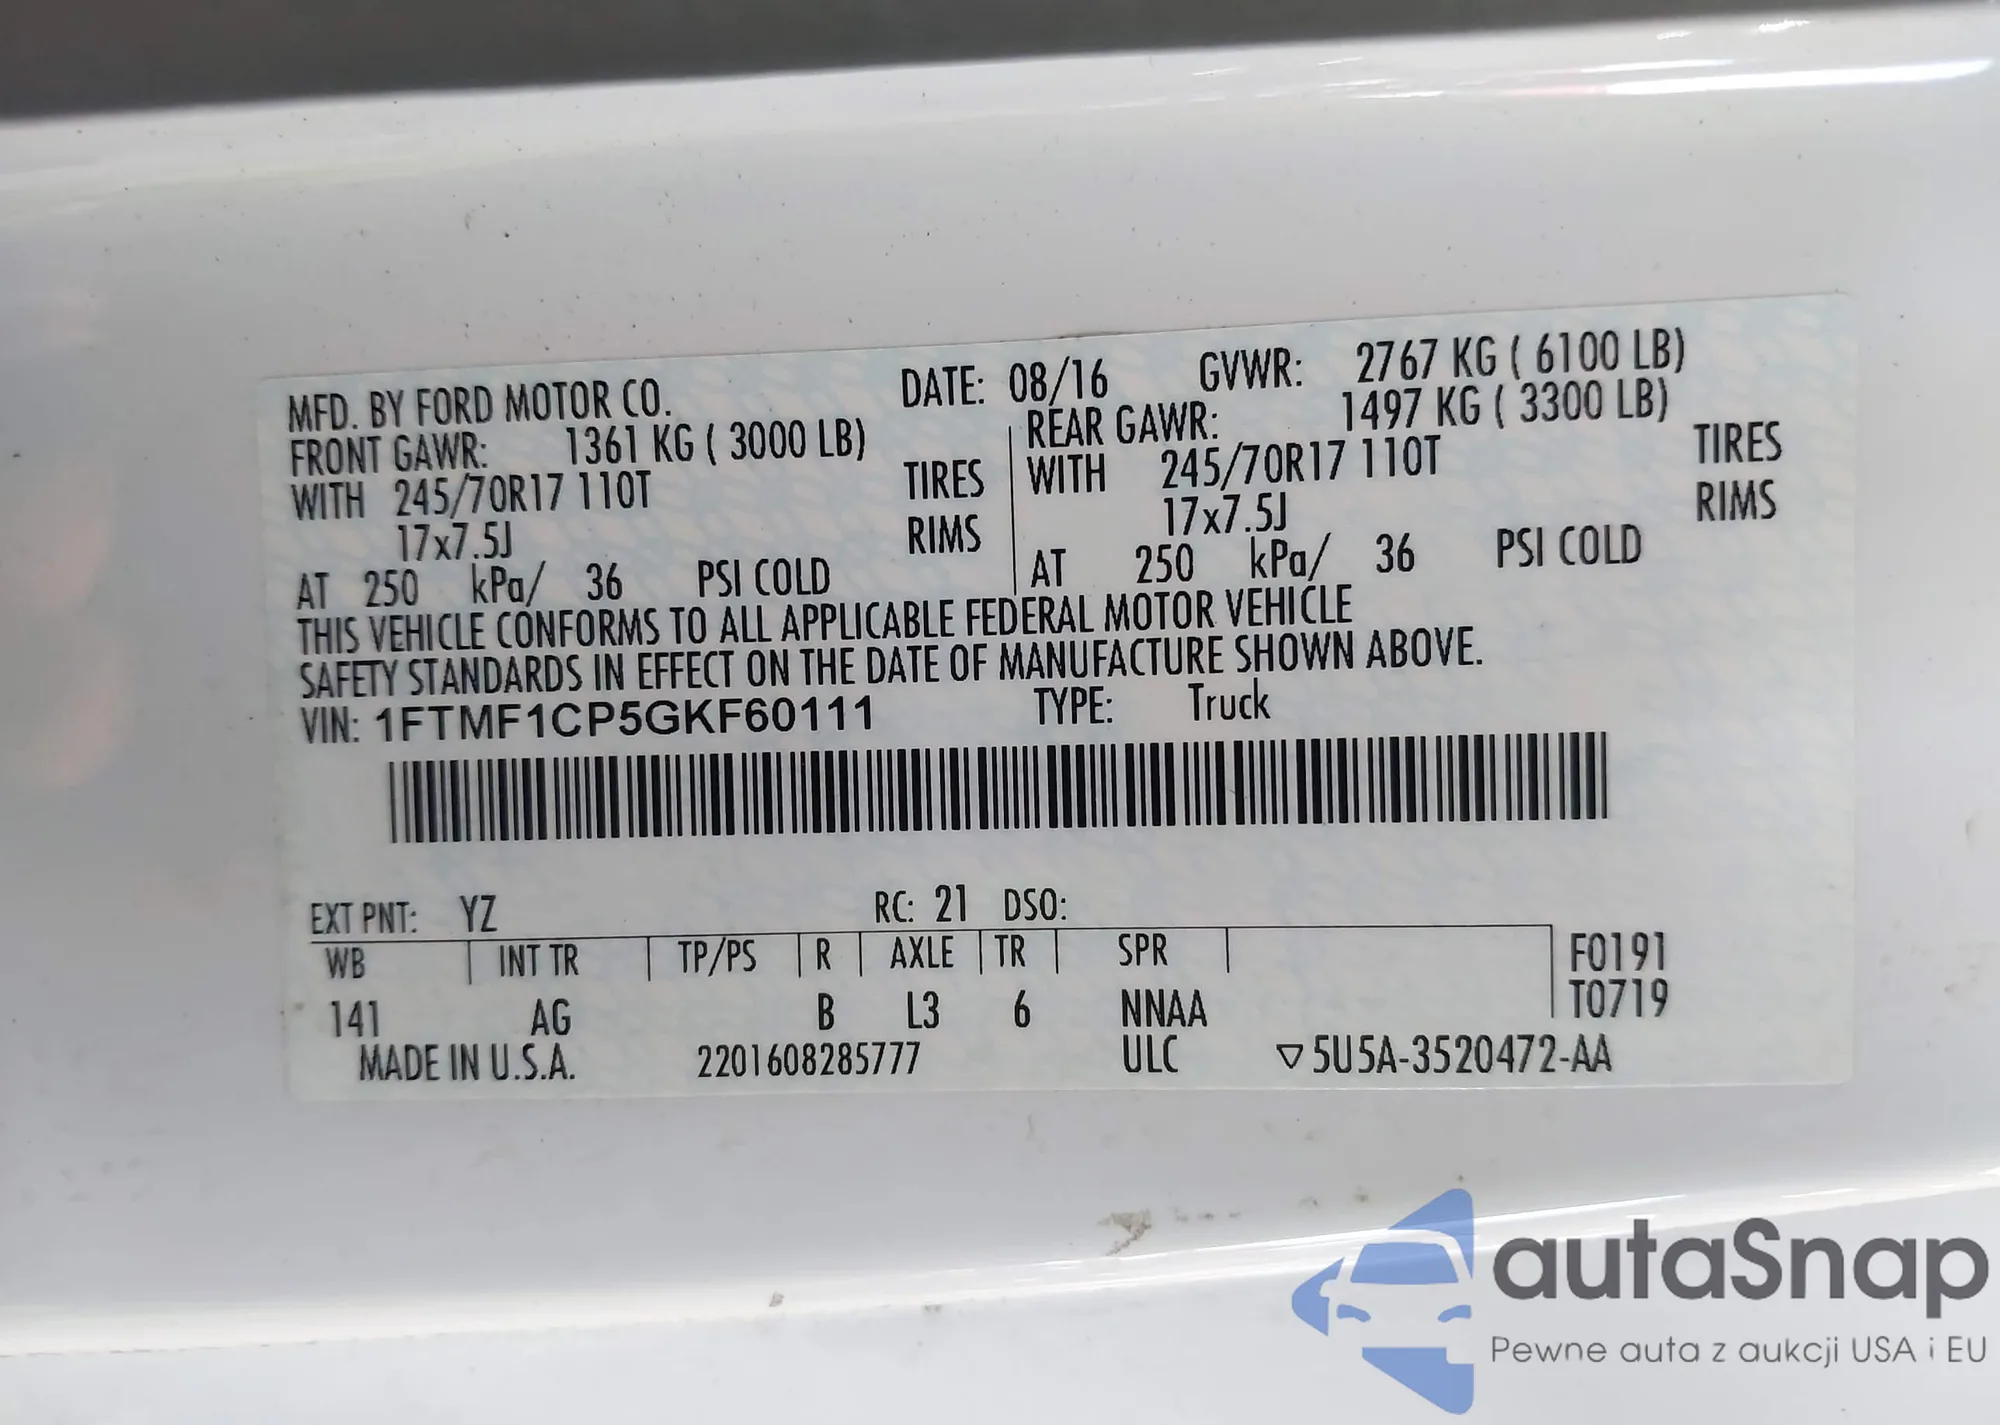 MFD. BY FORD MOTOR CO. DATE: 08/16 GVWR: 2767 KG ( 6100 LB)
FRONT GAWR: 1361 KG ( 3000 LB) REAR GAWR: 1497 KG ( 3300 LB)
WITH 245/70R17 110T TIRES WITH 245/70R17 110T TIRES
17x7.5J RIMS 17x7.5J RIMS
AT 250 kPa/ 36 PSI COLD AT 250 kPa/ 36 PSI COLD
THIS VEHICLE CONFORMS TO ALL APPLICABLE FEDERAL MOTOR VEHICLE
SAFETY STANDARDS IN EFFECT ON THE DATE OF MANUFACTURE SHOWN ABOVE.
VIN: 1FTMF1CP5GKF60111 TYPE: Truck
EXT PNT: YZ RC: 21 DSO:
WB INT TR TP/PS R AXLE TR SPR F0191
141 AG B L3 6 NNAA T0719
MADE IN U.S.A. 2201608285777 ULC ▽5U5A-3520472-AA
autaSnap
Pewne auta z aukcji USA i EU